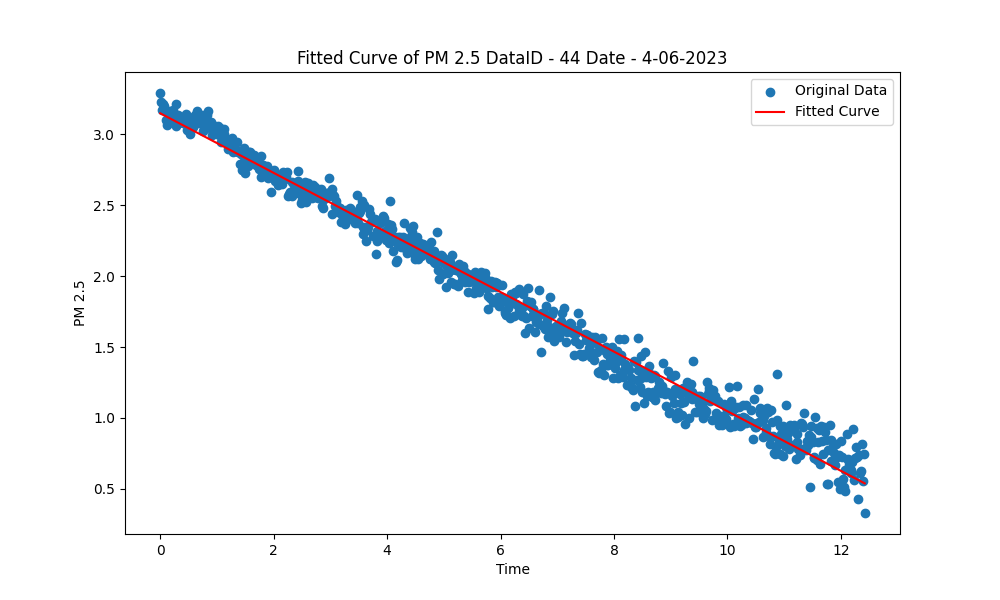 Fitted Curve of PM 2.5 DataID - 44 Date - 4-06-2023
Original Data
Fitted Curve
3.0
2.5
2.0
1.5
1.0
0.5
PM 2.5
0 2 4 6 8 10 12
Time